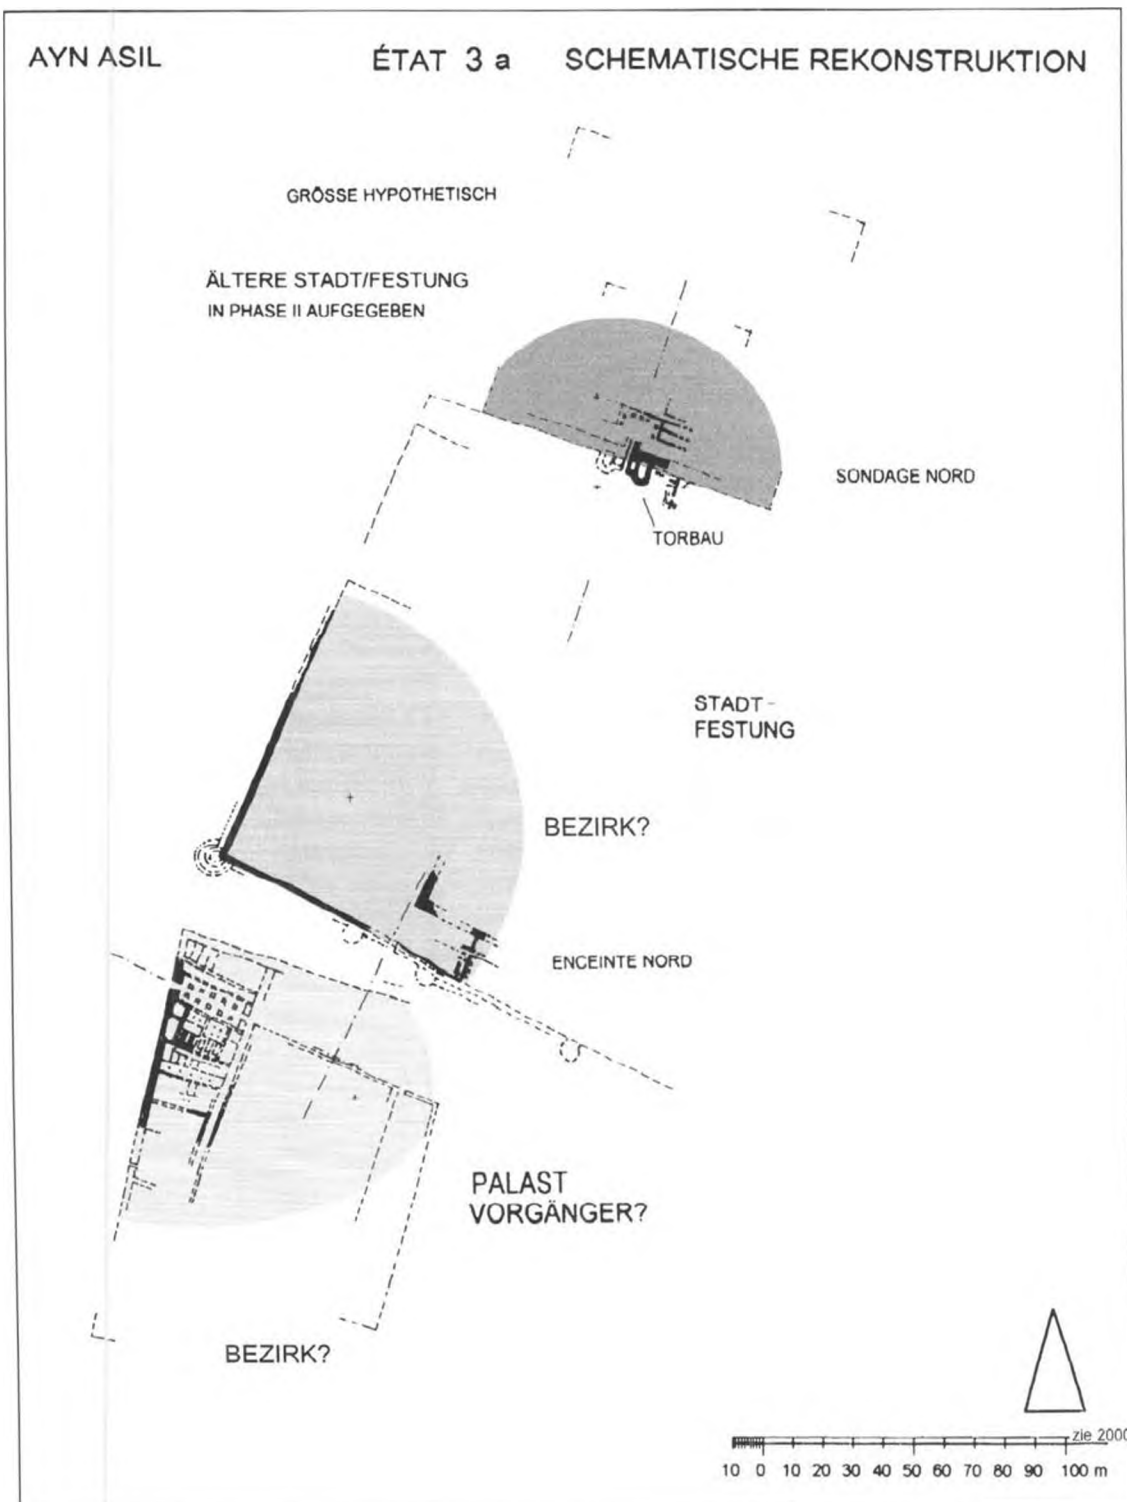 AYN ASIL
ÉTAT 3 a
SCHEMATISCHE REKONSTRUKTION
GRÖSSE HYPOTHETISCH
ÄLTERE STADT/FESTUNG
IN PHASE II AUFGEGEBEN
SONDAGE NORD
TORBAU
STADT-
FESTUNG
BEZIRK?
ENCEINTE NORD
PALAST
VORGÄNGER?
BEZIRK?
zie 2000
10 0 10 20 30 40 50 60 70 80 90 100 m